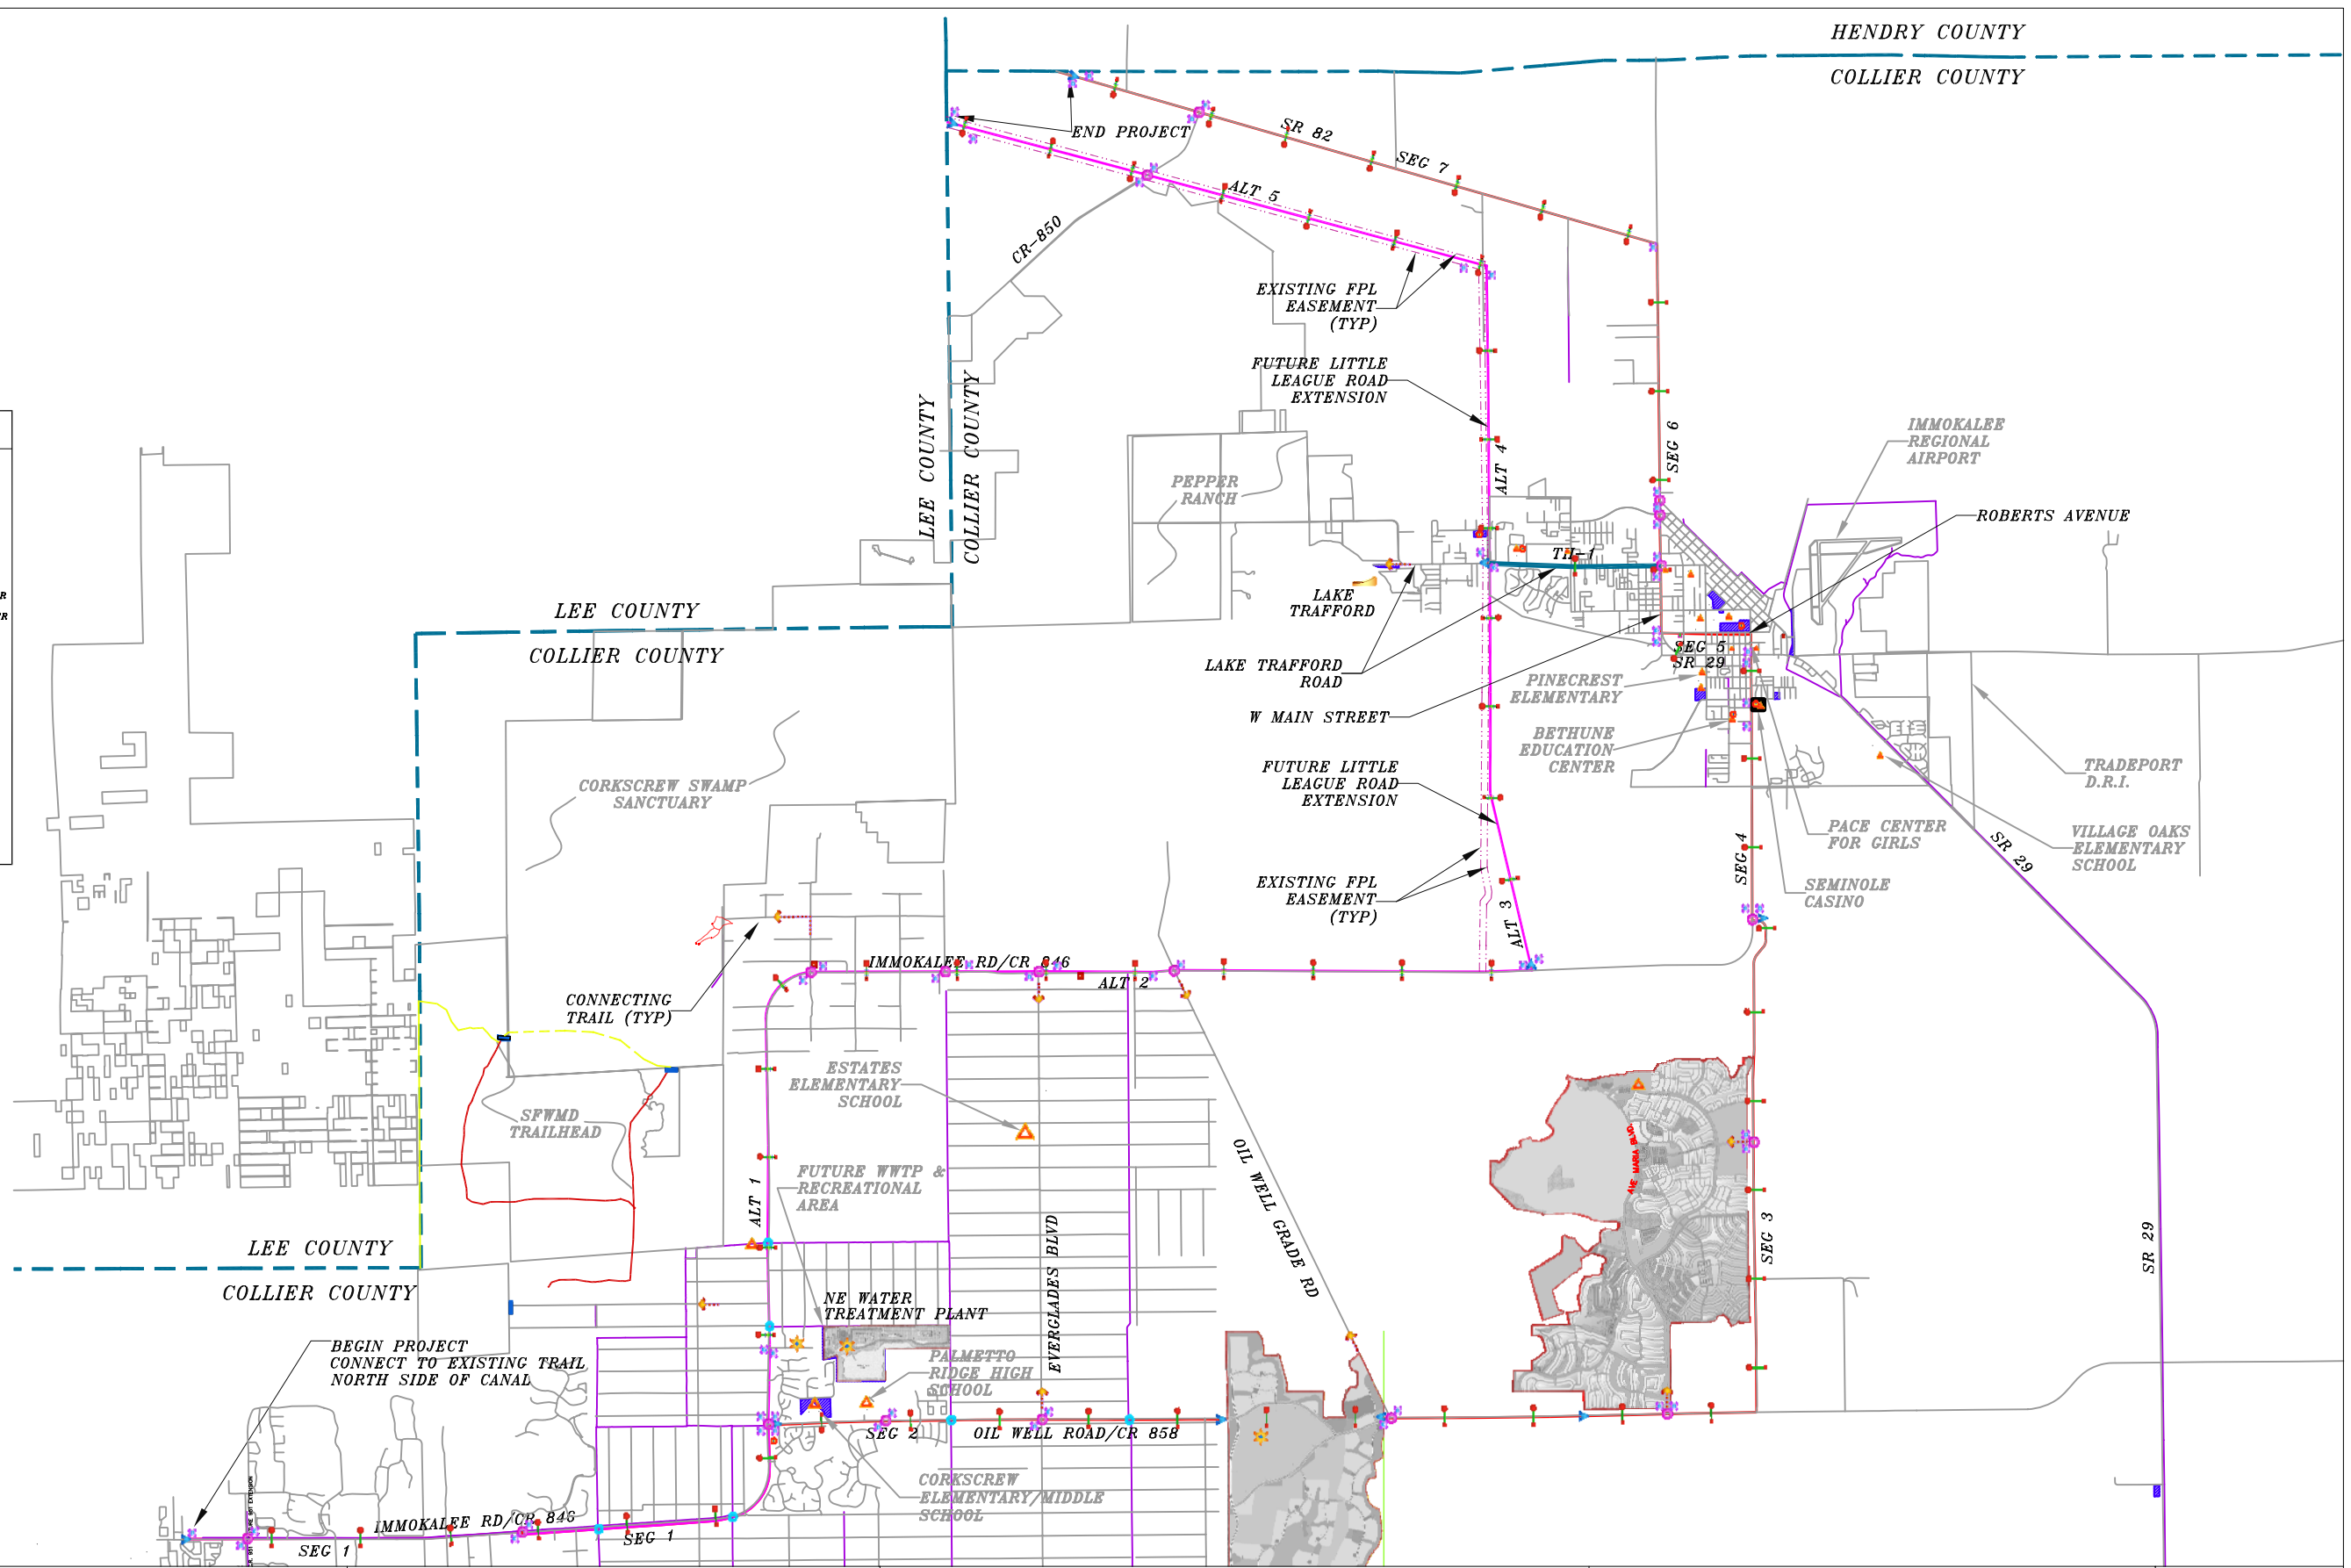 HENDRY COUNTY
COLLIER COUNTY
END PROJECT
SR 82
SEG 7
ALT 5
CR-850
EXISTING FPL
EASEMENT
(TYP)
FUTURE LITTLE
LEAGUE ROAD
EXTENSION
LEE COUNTY
COLLIER COUNTY
ALT 4
SEG 6
IMMOKALEE
REGIONAL
AIRPORT
PEPPER
RANCH
ROBERTS AVENUE
TH-1
LAKE
TRAFFORD
R
R
LEE COUNTY
COLLIER COUNTY
LAKE TRAFFORD
ROAD
SEG 5
SR 29
PINECREST
ELEMENTARY
W MAIN STREET
BETHUNE
EDUCATION
CENTER
FUTURE LITTLE
LEAGUE ROAD
EXTENSION
TRADEPORT
D.R.I.
CORKSCREW SWAMP
SANCTUARY
PACE CENTER
FOR GIRLS
VILLAGE OAKS
ELEMENTARY
SCHOOL
SR 29
SEG 4
SEMINOLE
CASINO
EXISTING FPL
EASEMENT
(TYP)
ALT 3
IMMOKALEE RD/CR 846
ALT 2
CONNECTING
TRAIL (TYP)
ESTATES
ELEMENTARY
SCHOOL
SFWMD
TRAILHEAD
OIL WELL GRADE RD
AVE MARIA BLVD.
FUTURE WWTP &
RECREATIONAL
AREA
ALT 1
EVERGLADES BLVD
SEG 3
SR 29
LEE COUNTY
COLLIER COUNTY
NE WATER
TREATMENT PLANT
BEGIN PROJECT
CONNECT TO EXISTING TRAIL
NORTH SIDE OF CANAL
PALMETTO
RIDGE HIGH
SCHOOL
SEG 2
OIL WELL ROAD/CR 858
CORKSCREW
ELEMENTARY/MIDDLE
SCHOOL
IMMOKALEE RD/CR 846
SEG 1
SEG 1